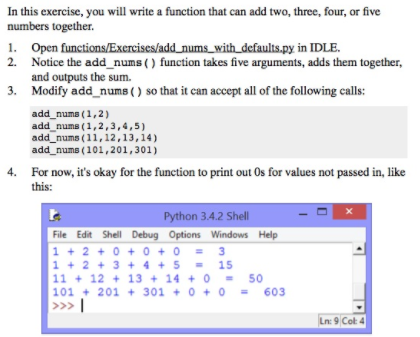 In this exercise, you will write a function that can add two, three, four, or five
numbers together.
1. Open functions/Exercises/add_nums_with_defaults.py in IDLE.
2. Notice the add_nums() function takes five arguments, adds them together,
and outputs the sum.
3. Modify add_nums() so that it can accept all of the following calls:
add_nums(1,2)
add_nums(1,2,3,4,5)
add_nums(11,12,13,14)
add_nums(101,201,301)
4. For now, it's okay for the function to print out 0s for values not passed in, like
this:
Python 3.4.2 Shell
File Edit Shell Debug Options Windows Help
1 + 2 + 0 + 0 + 0 = 3
1 + 2 + 3 + 4 + 5 = 15
11 + 12 + 13 + 14 + 0 = 50
101 + 201 + 301 + 0 + 0 = 603
>>>
Ln: 9 Col: 4